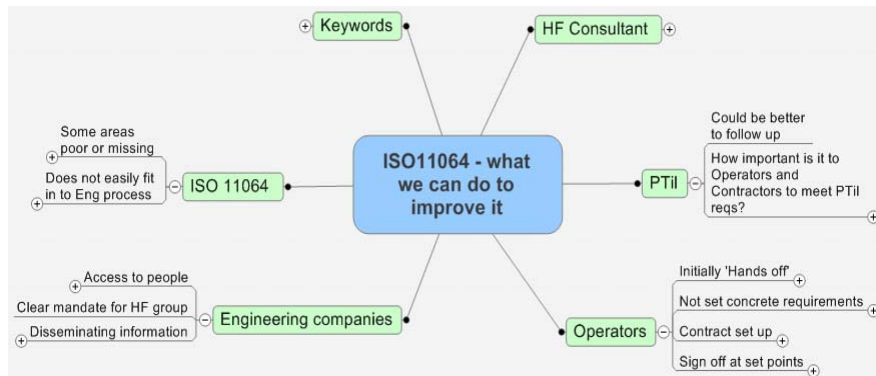 Keywords
HF Consultant
ISO11064 - what
we can do to
improve it
Some areas
poor or missing
Does not easily fit
in to Eng process
ISO 11064
PTil
Could be better
to follow up
How important is it to
Operators and
Contractors to meet PTil
reqs?
Access to people
Clear mandate for HF group
Disseminating information
Engineering companies
Operators
Initially 'Hands off'
Not set concrete requirements
Contract set up
Sign off at set points